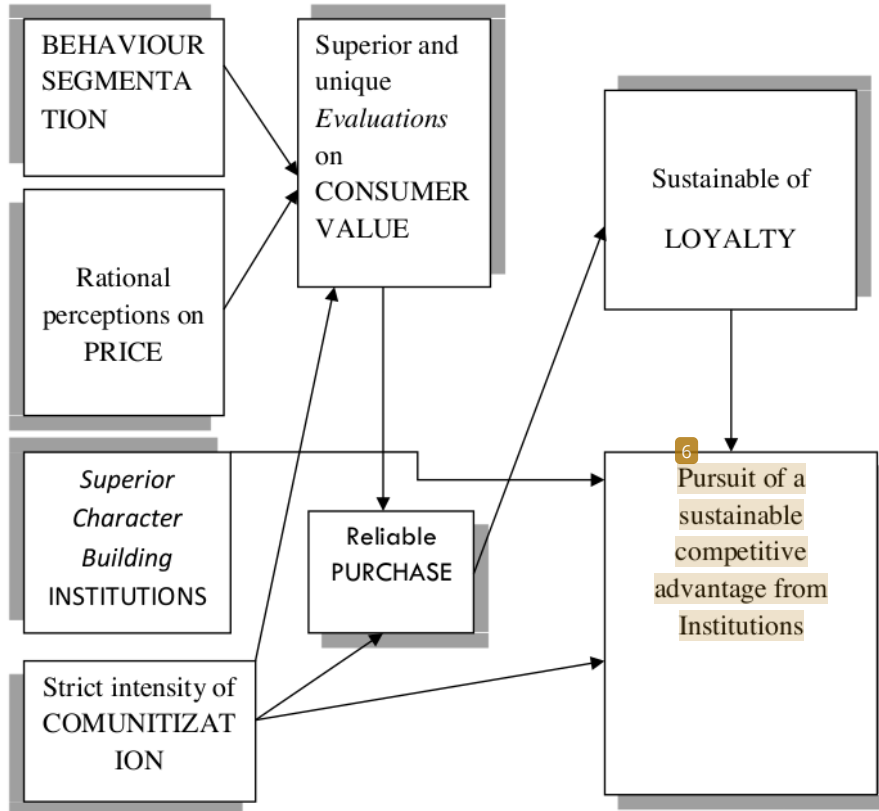 BEHAVIOUR
SEGMENTA
TION
Superior and
unique
Evaluations
on
CONSUMER
VALUE
Sustainable of
LOYALTY
Rational
perceptions on
PRICE
Superior
Character
Building
INSTITUTIONS
Reliable
PURCHASE
6
Pursuit of a
sustainable
competitive
advantage from
Institutions
Strict intensity of
COMUNITIZAT
ION